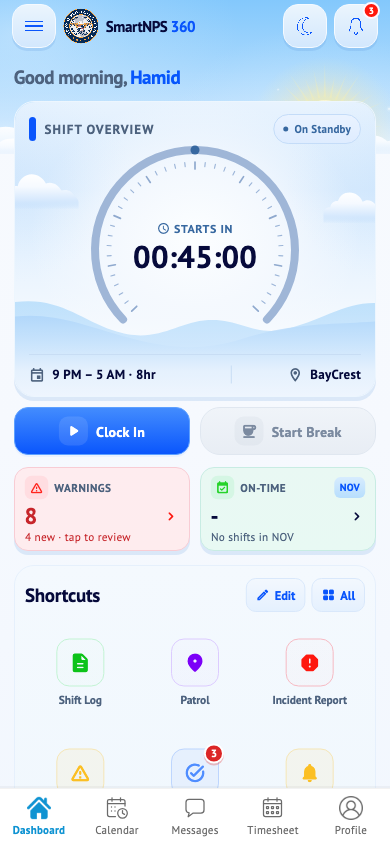 SmartNPS 360
3
Good morning, Hamid
SHIFT OVERVIEW
On Standby
STARTS IN
00:45:00
9 PM – 5 AM · 8hr
BayCrest
Clock In
Start Break
WARNINGS
8
4 new · tap to review
ON-TIME
NOV
-
No shifts in NOV
Shortcuts
Edit
All
Shift Log
Patrol
Incident Report
3
Dashboard
Calendar
Messages
Timesheet
Profile